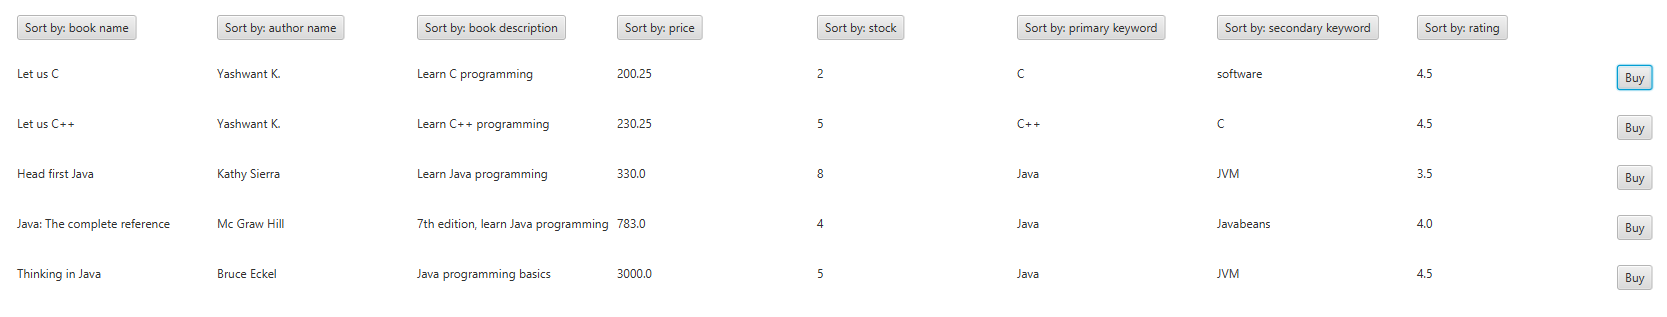 Sort by: book name Sort by: author name Sort by: book description Sort by: price Sort by: stock Sort by: primary keyword Sort by: secondary keyword Sort by: rating
Let us C Yashwant K. Learn C programming 200.25 2 C software 4.5 Buy
Let us C++ Yashwant K. Learn C++ programming 230.25 5 C++ C 4.5 Buy
Head first Java Kathy Sierra Learn Java programming 330.0 8 Java JVM 3.5 Buy
Java: The complete reference Mc Graw Hill 7th edition, learn Java programming 783.0 4 Java Javabeans 4.0 Buy
Thinking in Java Bruce Eckel Java programming basics 3000.0 5 Java JVM 4.5 Buy